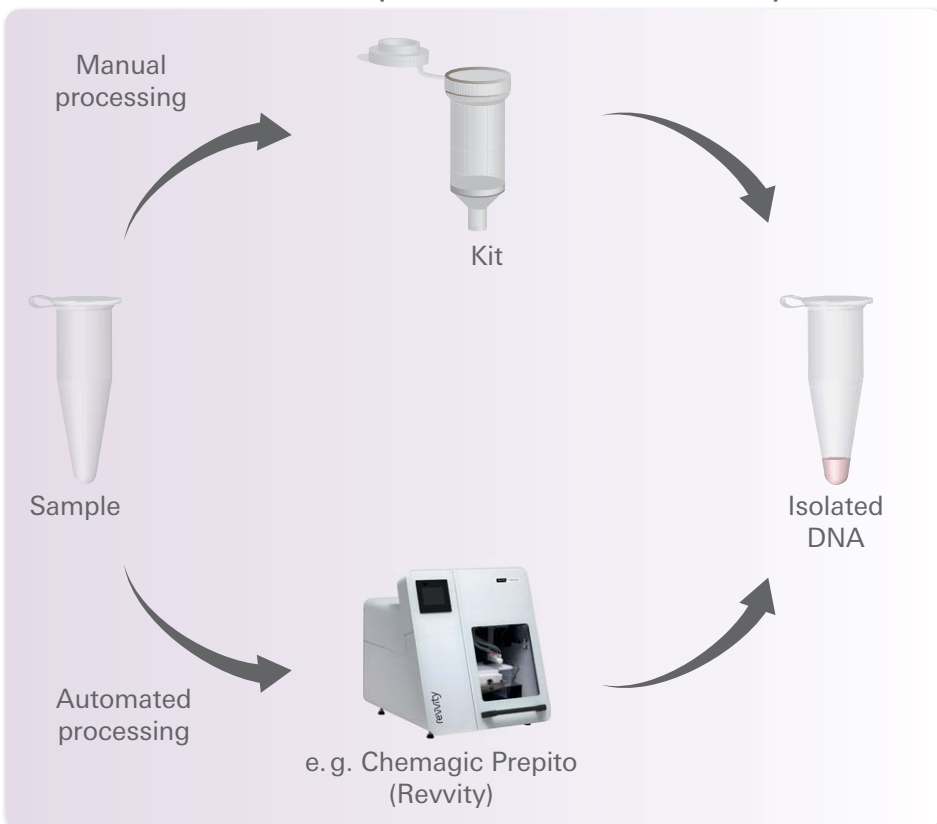 Manual
processing
Kit
Sample
Isolated
DNA
Automated
processing
revvity
e. g. Chemagic Prepito
(Revvity)